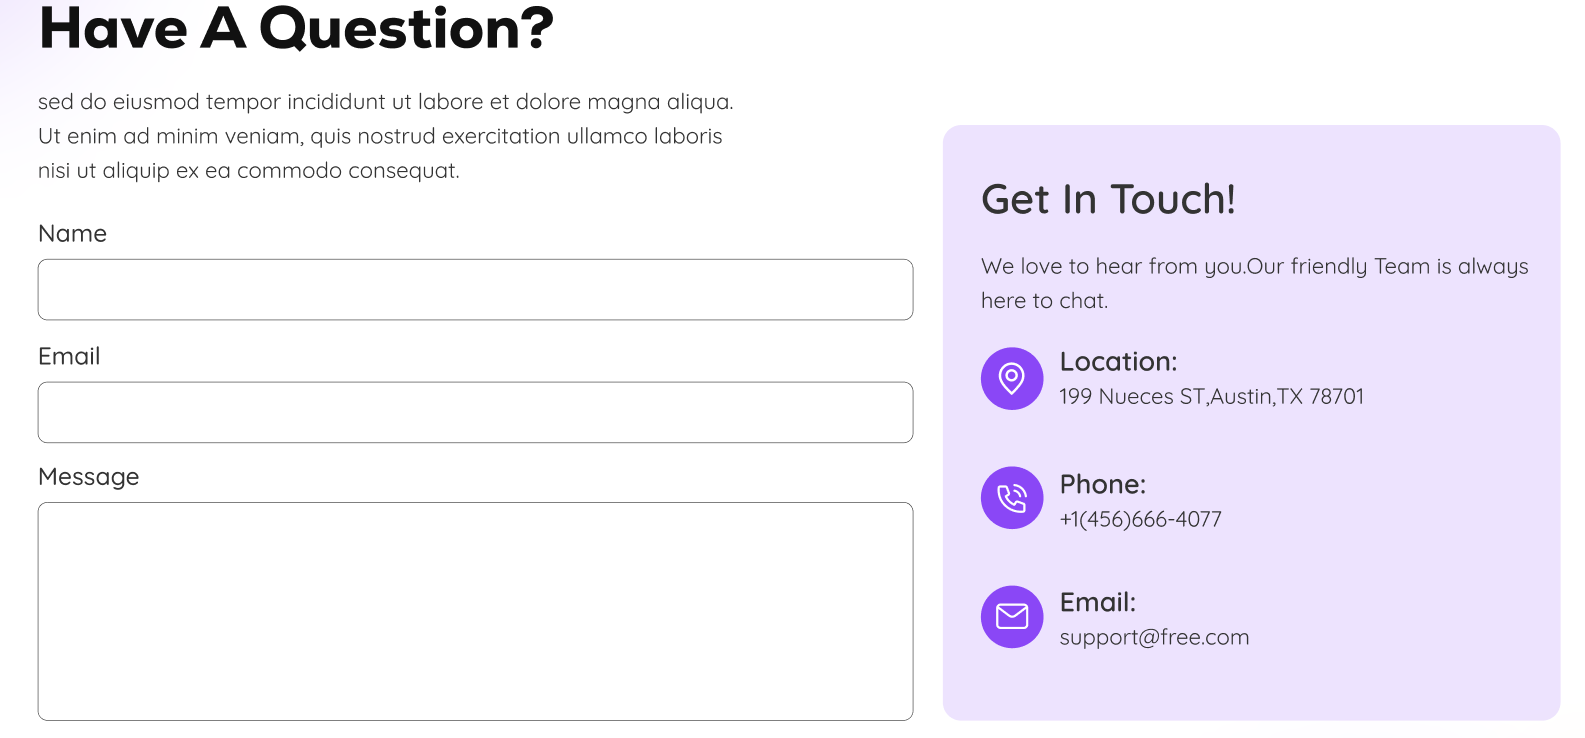 Have A Question?
sed do eiusmod tempor incididunt ut labore et dolore magna aliqua.
Ut enim ad minim veniam, quis nostrud exercitation ullamco laboris
nisi ut aliquip ex ea commodo consequat.
Name
Email
Message
Get In Touch!
We love to hear from you.Our friendly Team is always
here to chat.
Location:
199 Nueces ST,Austin,TX 78701
Phone:
+1(456)666-4077
Email:
support@free.com